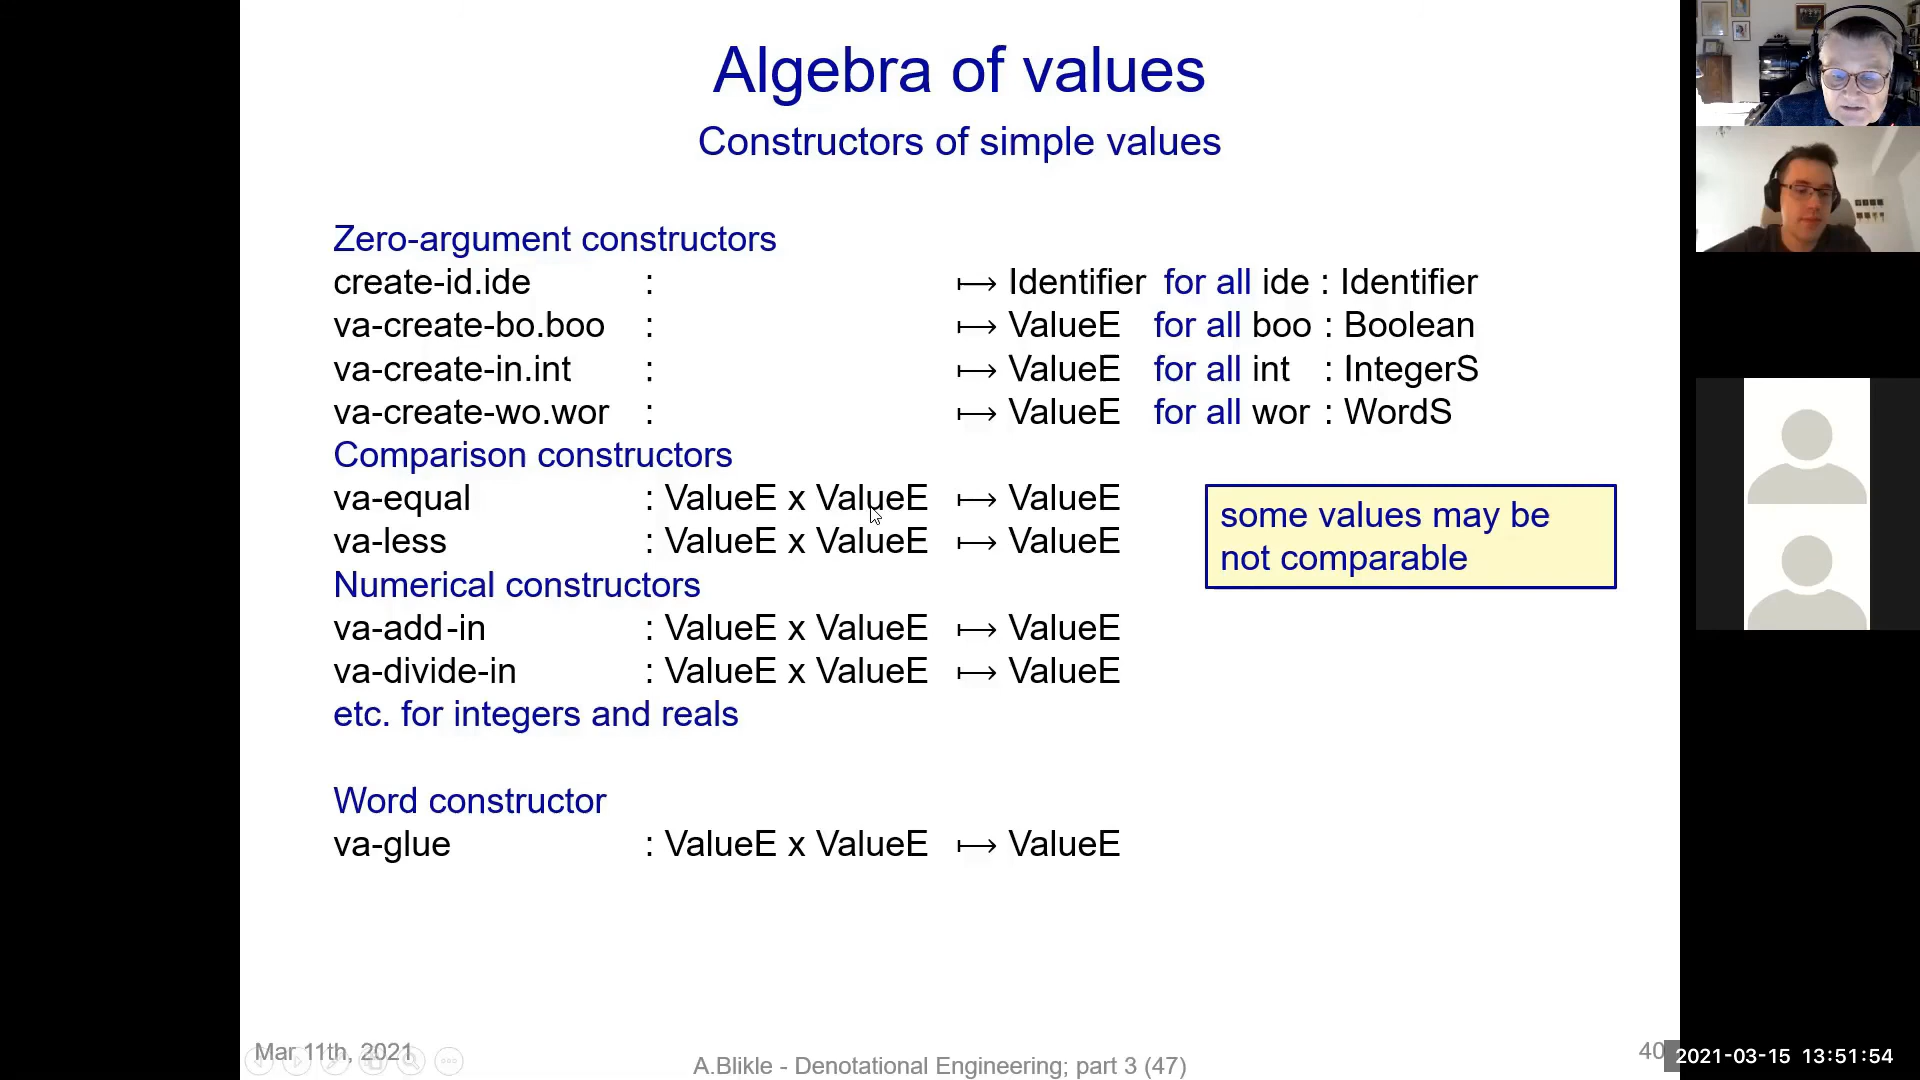 Algebra of values
Constructors of simple values
Zero-argument constructors
create-id.ide : ↦ Identifier for all ide : Identifier
va-create-bo.boo : ↦ ValueE for all boo : Boolean
va-create-in.int : ↦ ValueE for all int : IntegerS
va-create-wo.wor : ↦ ValueE for all wor : WordS
Comparison constructors
va-equal : ValueE x ValueE ↦ ValueE
va-less : ValueE x ValueE ↦ ValueE
some values may be
not comparable
Numerical constructors
va-add-in : ValueE x ValueE ↦ ValueE
va-divide-in : ValueE x ValueE ↦ ValueE
etc. for integers and reals
Word constructor
va-glue : ValueE x ValueE ↦ ValueE
Mar 11th, 2021
A.Blikle - Denotational Engineering; part 3 (47)
40
2021-03-15 13:51:54